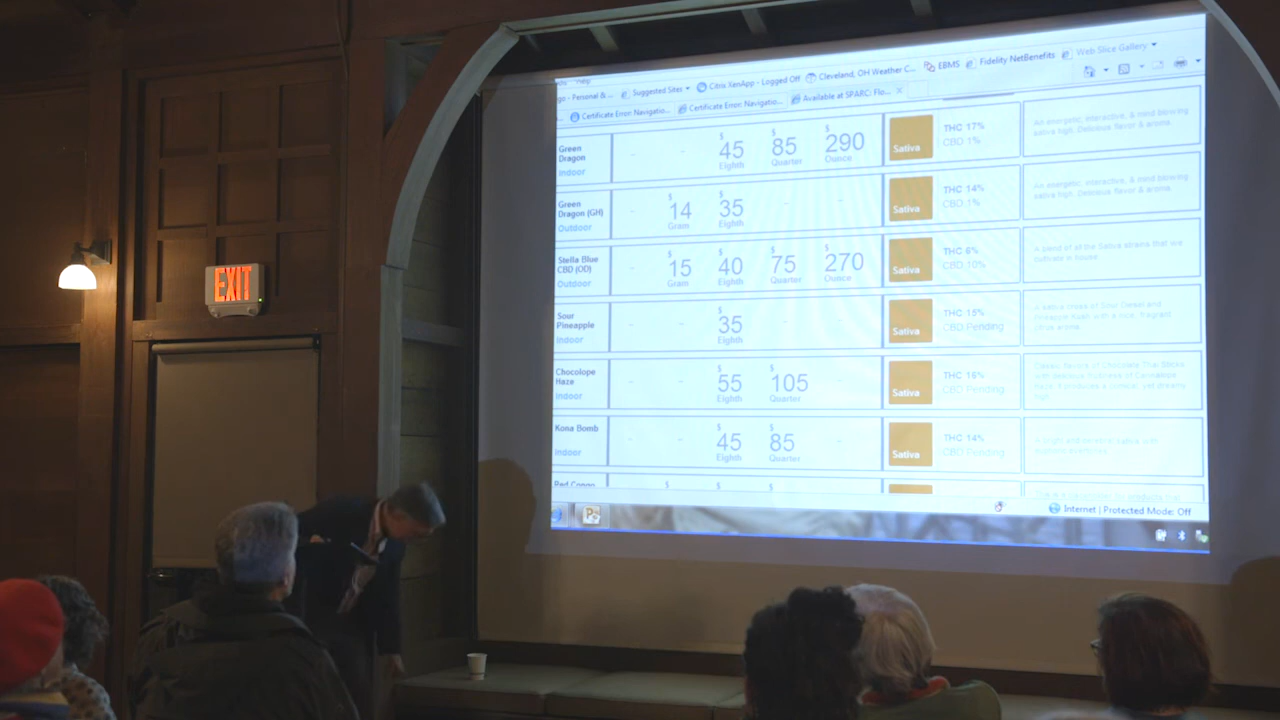 Suggested Sites
Citrix XenApp - Logged Off
Cleveland, OH Weather C...
EBMS
Fidelity NetBenefits
Web Slice Gallery
go - Personal & ...
Certificate Error: Navigatio...
Certificate Error: Navigatio...
Available at SPARC: Flo...
Green Dragon
Indoor
-
-
$ 45 Eighth
$ 85 Quarter
$ 290 Ounce
Sativa
THC 17%
CBD 1%
An energetic, interactive, & mind blowing
sativa high. Delicious flavor & aroma.
Green Dragon (GH)
Outdoor
-
$ 14 Gram
$ 35 Eighth
-
-
Sativa
THC 14%
CBD 1%
An energetic, interactive, & mind blowing
sativa high. Delicious flavor & aroma.
Stella Blue CBD (OD)
Outdoor
-
$ 15 Gram
$ 40 Eighth
$ 75 Quarter
$ 270 Ounce
Sativa
THC 6%
CBD 10%
A blend of all the Sativa strains that we
cultivate in house
Sour Pineapple
Indoor
-
-
$ 35 Eighth
-
-
Sativa
THC 15%
CBD Pending
Chocolope Haze
Indoor
-
-
$ 55 Eighth
$ 105 Quarter
-
Sativa
THC 16%
CBD Pending
Kona Bomb
Indoor
-
-
$ 45 Eighth
$ 85 Quarter
-
Sativa
THC 14%
CBD Pending
Red Congo
$
$
$
Internet | Protected Mode: Off
EXIT